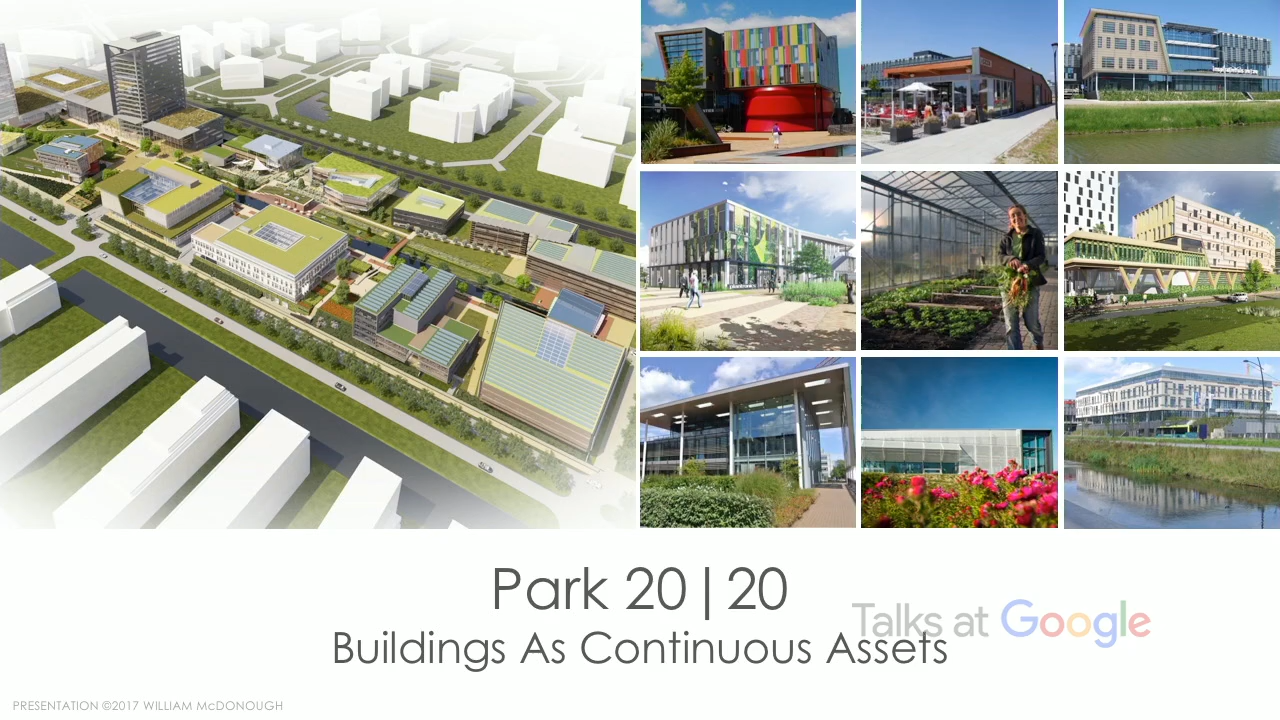 Park 20|20
Talks at Google
Buildings As Continuous Assets
PRESENTATION ©2017 WILLIAM McDONOUGH